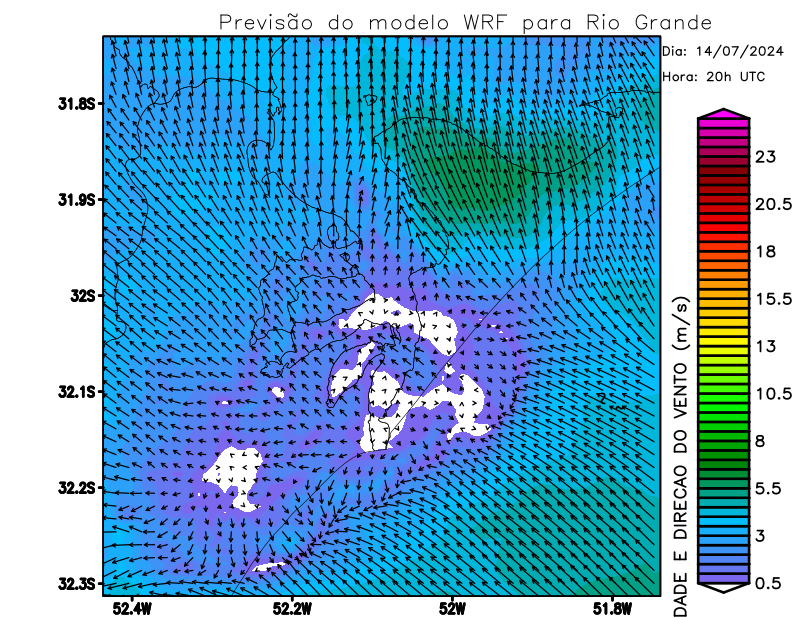 Previsão do modelo WRF para Rio Grande
Dia: 14/07/2024
Hora: 20h UTC
31.8S
31.9S
32S
32.1S
32.2S
32.3S
52.4W
52.2W
52W
51.8W
23
20.5
18
15.5
13
10.5
8
5.5
3
0.5
DADE E DIRECAO DO VENTO (m/s)